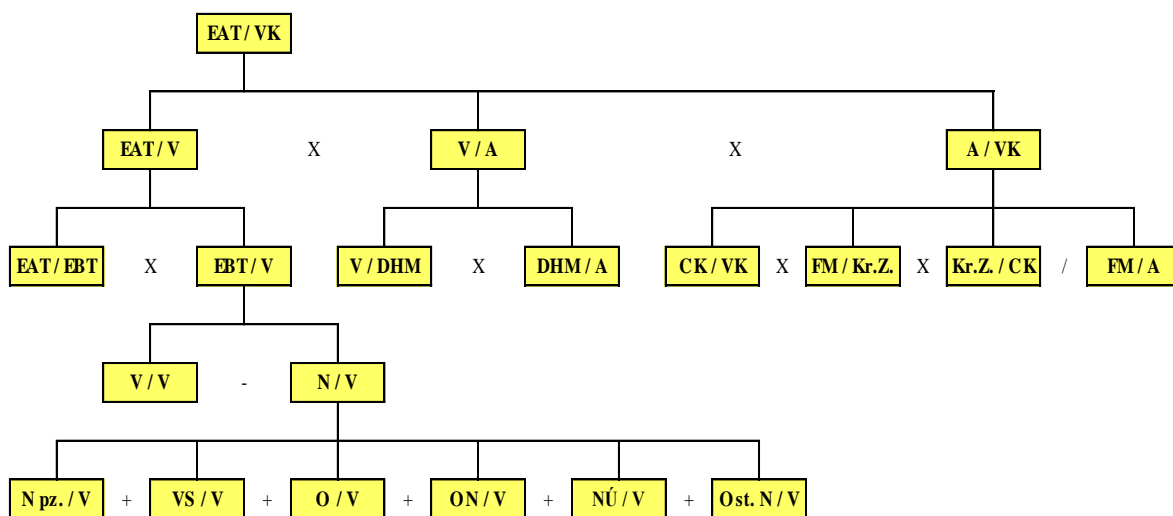 EAT / VK
EAT / V X V / A X A / VK
EAT / EBT X EBT / V V / DHM X DHM / A CK / VK X FM / Kr.Z. X Kr.Z. / CK / FM / A
V / V - N / V
N pz. / V + VS / V + O / V + ON / V + NÚ / V + Ost. N / V